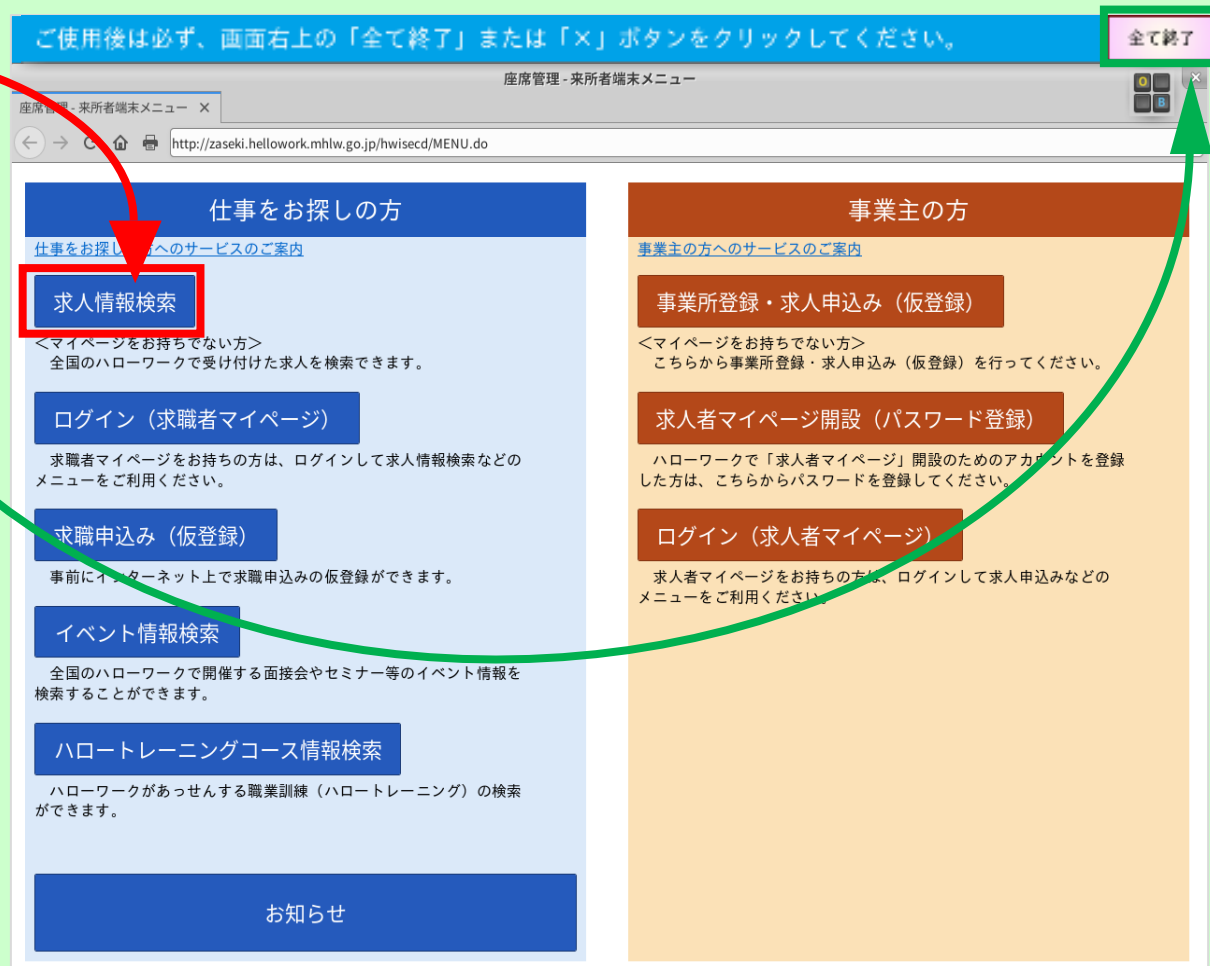 ご使用後は必ず、画面右上の「全て終了」または「×」ボタンをクリックしてください。
全て終了
座席管理 - 来所者端末メニュー
O
B
座席管理 - 来所者端末メニュー ×
http://zaseki.hellowork.mhlw.go.jp/hwisecd/MENU.do
仕事をお探しの方
仕事をお探しの方へのサービスのご案内
求人情報検索
＜マイページをお持ちでない方＞
全国のハローワークで受け付けた求人を検索できます。
ログイン（求職者マイページ）
求職者マイページをお持ちの方は、ログインして求人情報検索などの
メニューをご利用ください。
求職申込み（仮登録）
事前にインターネット上で求職申込みの仮登録ができます。
イベント情報検索
全国のハローワークで開催する面接会やセミナー等のイベント情報を
検索することができます。
ハロートレーニングコース情報検索
ハローワークがあっせんする職業訓練（ハロートレーニング）の検索
ができます。
お知らせ
事業主の方
事業主の方へのサービスのご案内
事業所登録・求人申込み（仮登録）
＜マイページをお持ちでない方＞
こちらから事業所登録・求人申込み（仮登録）を行ってください。
求人者マイページ開設（パスワード登録）
ハローワークで「求人者マイページ」開設のためのアカウントを登録
した方は、こちらからパスワードを登録してください。
ログイン（求人者マイページ）
求人者マイページをお持ちの方は、ログインして求人申込みなどの
メニューをご利用ください。